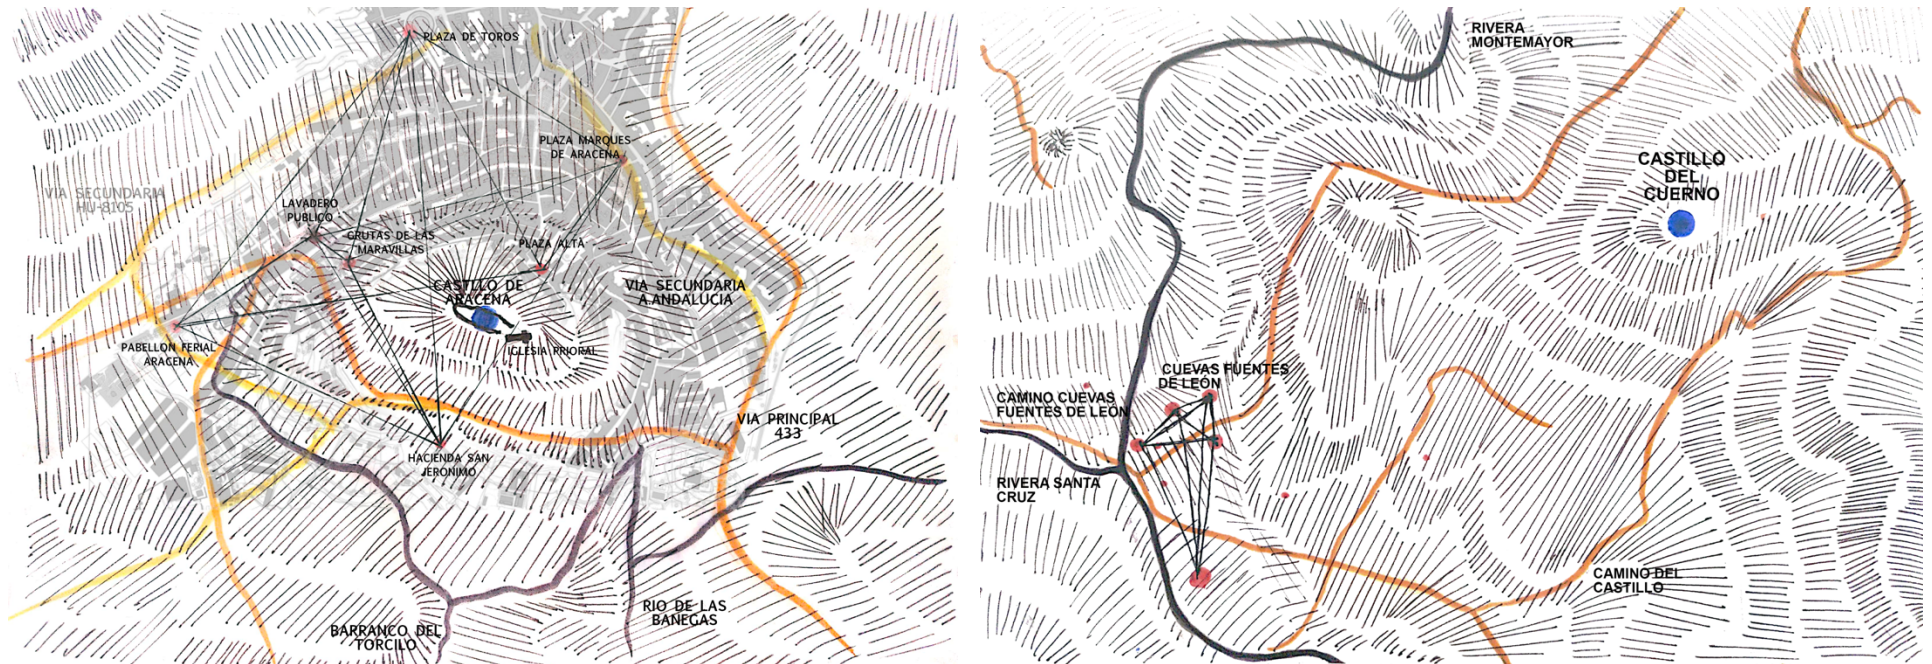 PLAZA DE TOROS
PLAZA MARQUES
DE ARACENA
VIA SECUNDARIA
HU-8105
LAVADERO
PUBLICO
GRUTAS DE LAS
MARAVILLAS
PLAZA ALTA
CASTLLO DE
ARACENA
VIA SECUNDARIA
A.ANDALUCIA
PABELLON FERIAL
ARACENA
IGLESIA PRIORAL
VIA PRINCIPAL
433
HACIENDA SAN
JERONIMO
RIO DE LAS
BANEGAS
BARRANCO DEL
TORCILO
RIVERA
MONTEMAYOR
CASTILLO
DEL
CUERNO
CUEVAS FUENTES
DE LEÓN
CAMINO CUEVAS
FUENTES DE LEÓN
RIVERA SANTA
CRUZ
CAMINO DEL
CASTILLO